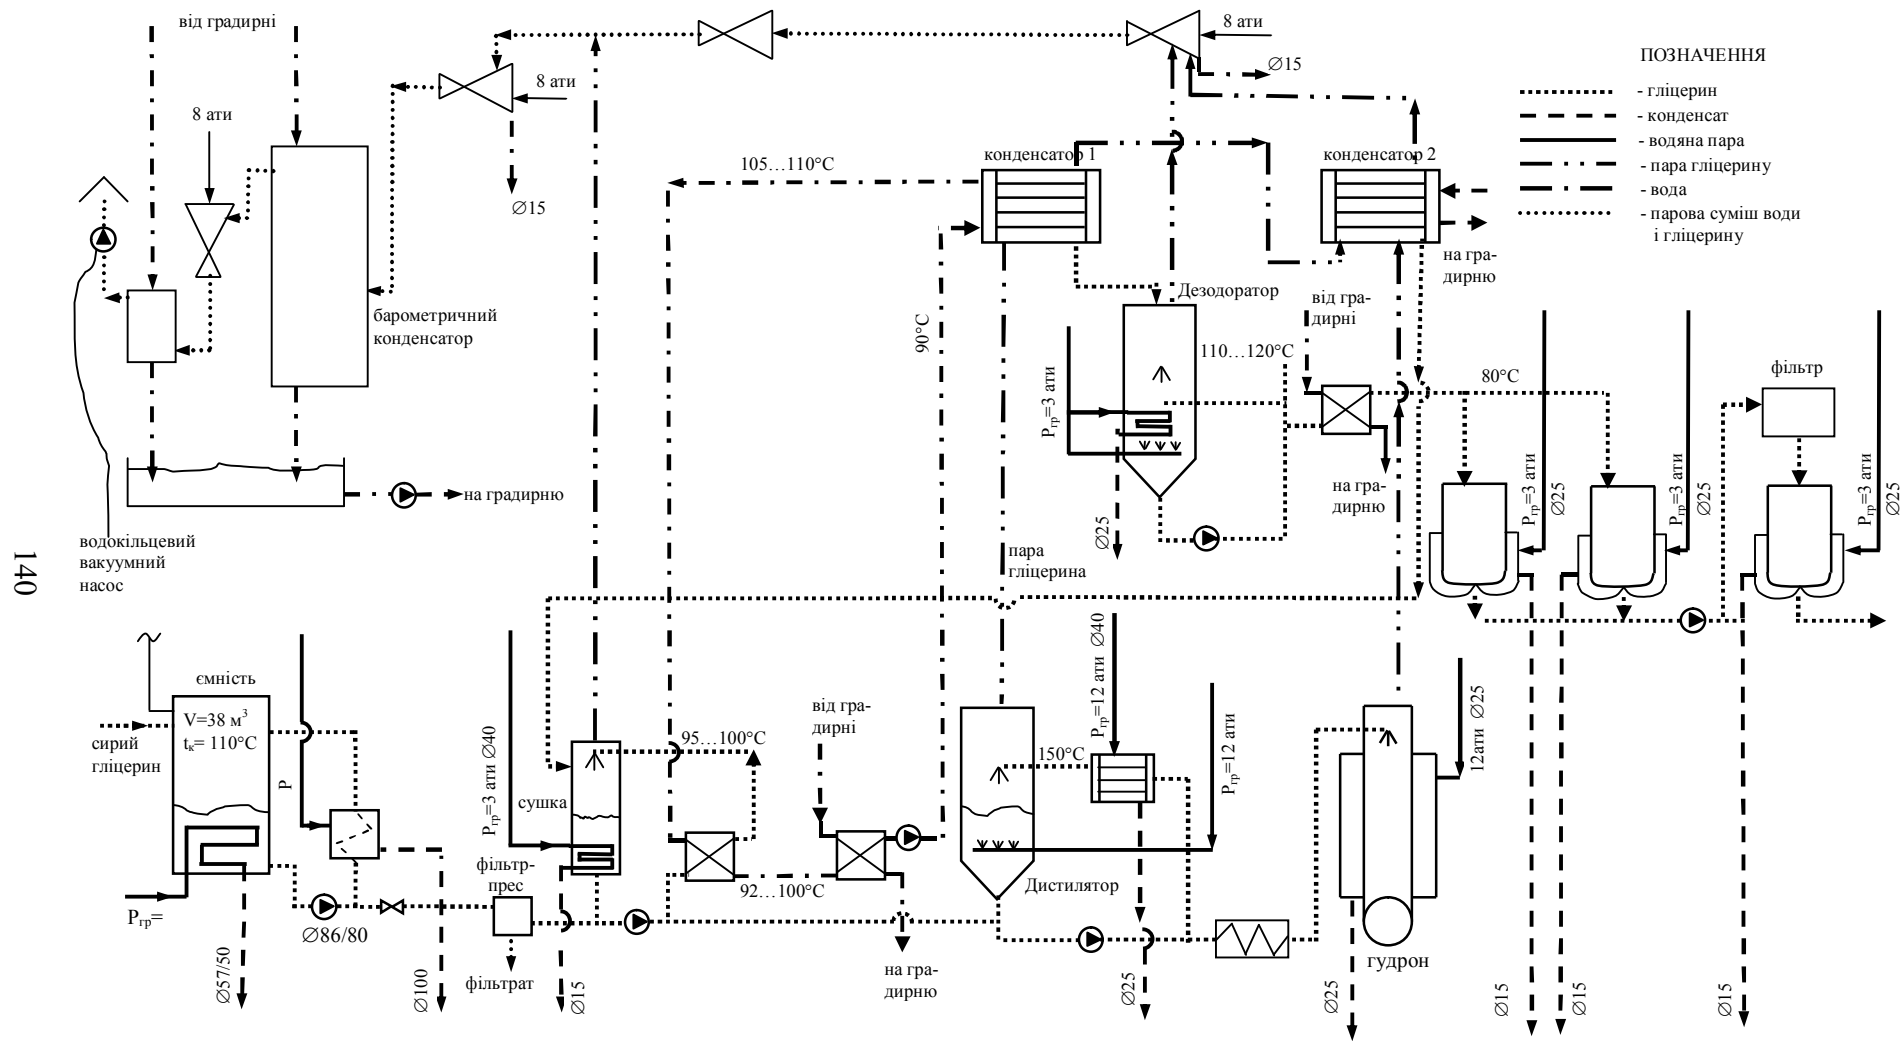 від градирні
8 ати
8 ати
∅15
8 ати
∅15
ПОЗНАЧЕННЯ
- гліцерин
- конденсат
- водяна пара
- пара гліцерину
- вода
- парова суміш води
і гліцерину
105…110°С
конденсатор 1
конденсатор 2
на гра-
дирню
барометричний
конденсатор
90°С
Дезодоратор
110…120°С
Pгр=3 ати
∅25
від гра-
дирні
80°С
на гра-
дирню
фільтр
Pгр=3 ати
∅25
Pгр=3 ати
∅25
Pгр=3 ати
∅25
на градирню
водокільцевий
вакуумний
насос
140
пара
гліцерина
ємність
V=38 м³
tк= 110°С
сирий
гліцерин
Pгр=
∅57/50
P
∅86/80
∅100
Pгр=3 ати ∅40
сушка
фільтр-
прес
фільтрат
∅15
95…100°С
92…100°С
від гра-
дирні
на гра-
дирню
Дистилятор
150°С
Pгр=12 ати ∅40
Pгр=12 ати
∅25
12ати ∅25
гудрон
∅25
∅15
∅15
∅15